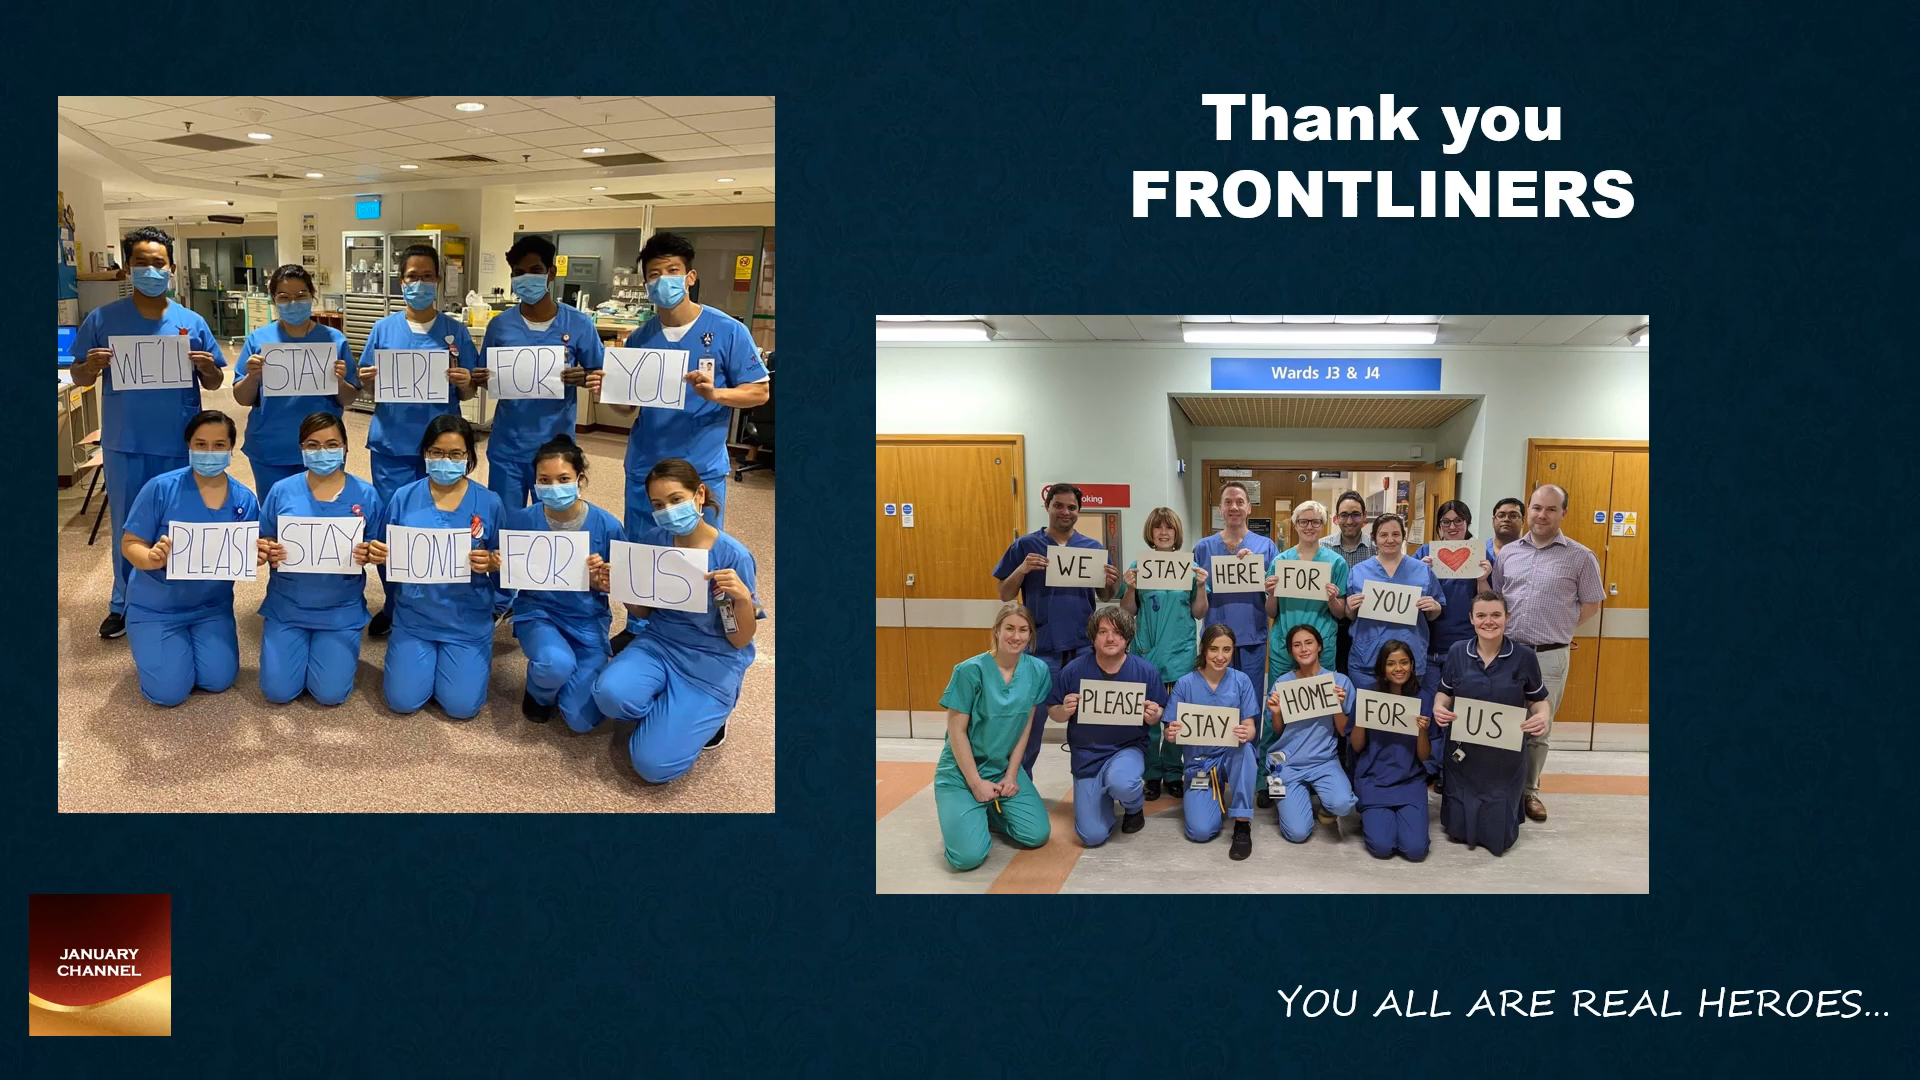 Thank you
FRONTLINERS
WE'LL STAY HERE FOR YOU
PLEASE STAY HOME FOR US
Wards J3 & J4
oking
WE STAY HERE FOR YOU
PLEASE STAY HOME FOR US
JANUARY
CHANNEL
YOU ALL ARE REAL HEROES...